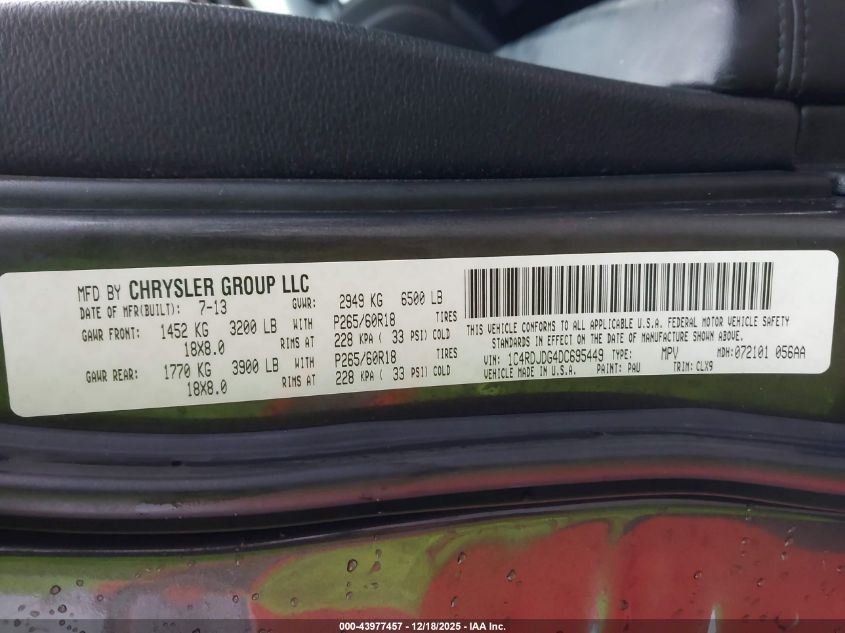 MFD BY CHRYSLER GROUP LLC
DATE OF MFR(BUILT): 7-13 GVWR: 2949 KG 6500 LB
GAWR FRONT: 1452 KG 3200 LB WITH P265/60R18 TIRES
18X8.0 RIMS AT 228 KPA ( 33 PSI) COLD
GAWR REAR: 1770 KG 3900 LB WITH P265/60R18 TIRES
18X8.0 RIMS AT 228 KPA ( 33 PSI) COLD
THIS VEHICLE CONFORMS TO ALL APPLICABLE U.S.A. FEDERAL MOTOR VEHICLE SAFETY
STANDARDS IN EFFECT ON THE DATE OF MANUFACTURE SHOWN ABOVE.
VIN: 1C4RDJDG4DC695449 TYPE: MPV MDH:072101 056AA
VEHICLE MADE IN U.S.A. PAINT: PAU TRIM: CLX9
000-43977457 - 12/18/2025 - IAA Inc.